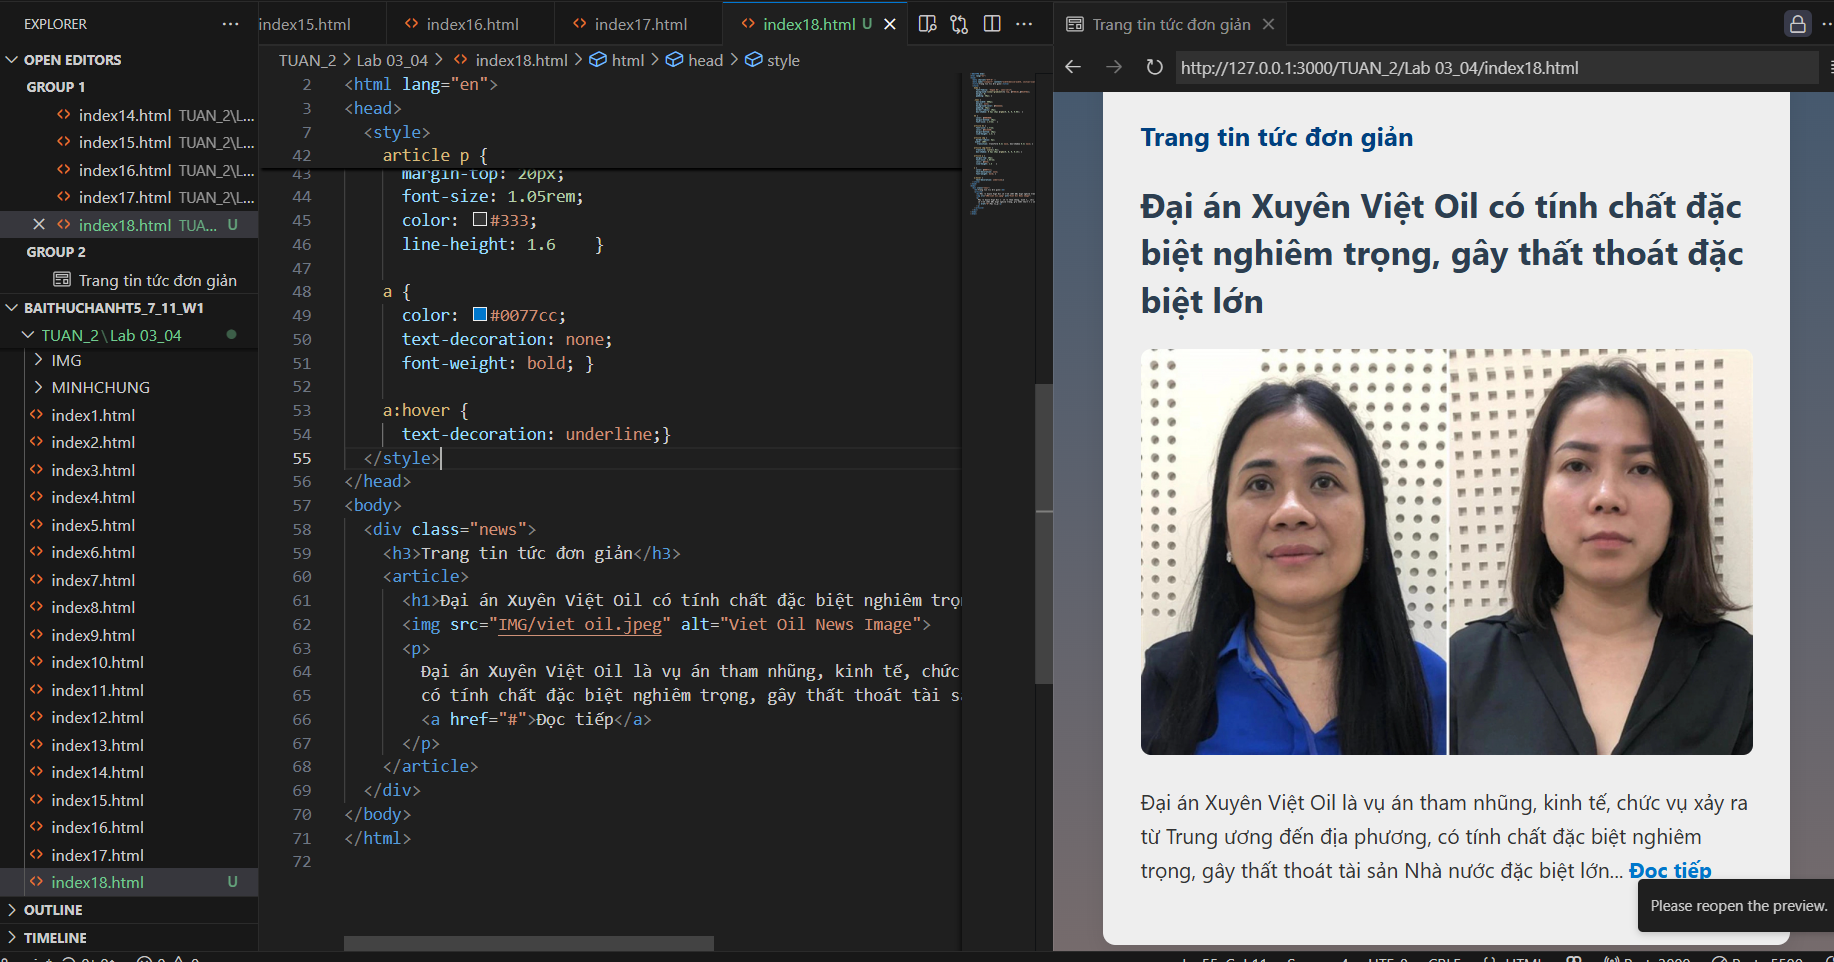 EXPLORER
OPEN EDITORS
GROUP 1
index14.html TUAN_2\L...
index15.html TUAN_2\L...
index16.html TUAN_2\L...
index17.html TUAN_2\L...
index18.html TUA... U
GROUP 2
Trang tin tức đơn giản
BAITHUCHANHT5_7_11_W1
TUAN_2\Lab 03_04
IMG
MINHCHUNG
index1.html
index2.html
index3.html
index4.html
index5.html
index6.html
index7.html
index8.html
index9.html
index10.html
index11.html
index12.html
index13.html
index14.html
index15.html
index16.html
index17.html
index18.html U
OUTLINE
TIMELINE
index15.html index16.html index17.html index18.html U
TUAN_2 > Lab 03_04 > index18.html > html > head > style
2 <html lang="en">
3 <head>
7 <style>
42 article p {
43 margin-top: 20px;
44 font-size: 1.05rem;
45 color: #333;
46 line-height: 1.6    }
47
48 a {
49 color: #0077cc;
50 text-decoration: none;
51 font-weight: bold; }
52
53 a:hover {
54 text-decoration: underline;}
55 </style>
56 </head>
57 <body>
58 <div class="news">
59 <h3>Trang tin tức đơn giản</h3>
60 <article>
61 <h1>Đại án Xuyên Việt Oil có tính chất đặc biệt nghiêm trọn
62 <img src="IMG/viet oil.jpeg" alt="Viet Oil News Image">
63 <p>
64 Đại án Xuyên Việt Oil là vụ án tham nhũng, kinh tế, chức
65 có tính chất đặc biệt nghiêm trọng, gây thất thoát tài sả
66 <a href="#">Đọc tiếp</a>
67 </p>
68 </article>
69 </div>
70 </body>
71 </html>
72
Trang tin tức đơn giản
http://127.0.0.1:3000/TUAN_2/Lab 03_04/index18.html
Trang tin tức đơn giản
Đại án Xuyên Việt Oil có tính chất đặc
biệt nghiêm trọng, gây thất thoát đặc
biệt lớn
Đại án Xuyên Việt Oil là vụ án tham nhũng, kinh tế, chức vụ xảy ra
từ Trung ương đến địa phương, có tính chất đặc biệt nghiêm
trọng, gây thất thoát tài sản Nhà nước đặc biệt lớn... Đọc tiếp
Please reopen the preview.